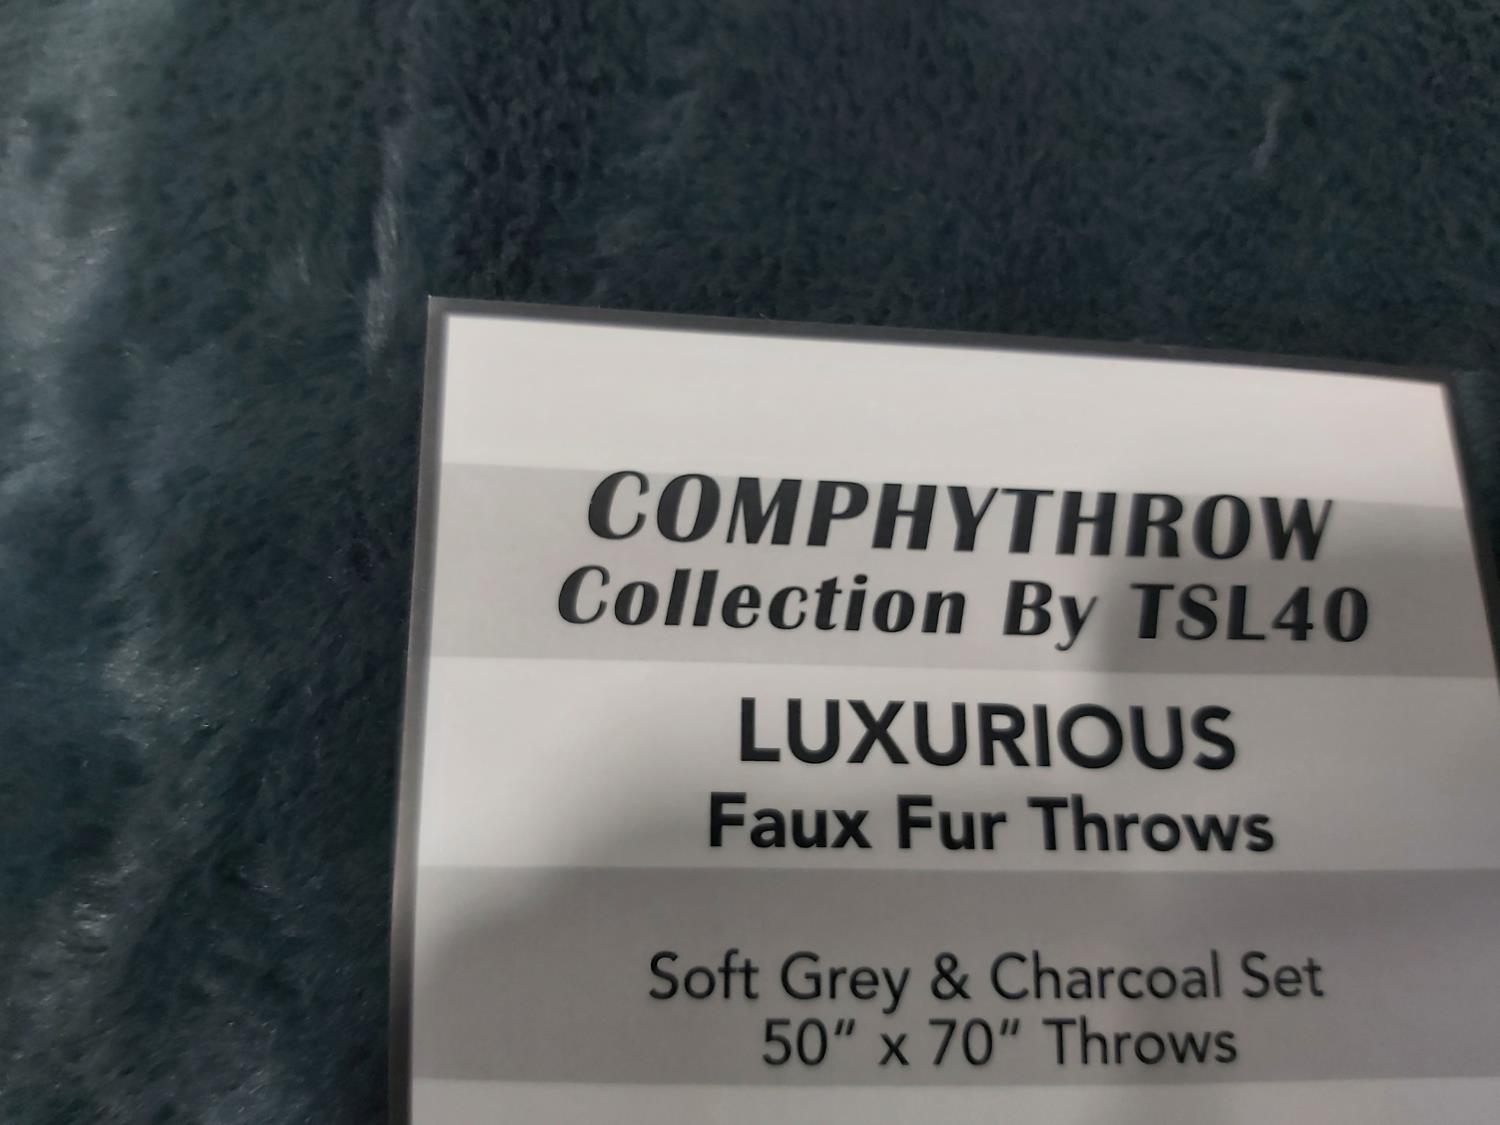 COMPHYTHROW
Collection By TSL40
LUXURIOUS
Faux Fur Throws
Soft Grey & Charcoal Set
50" x 70" Throws